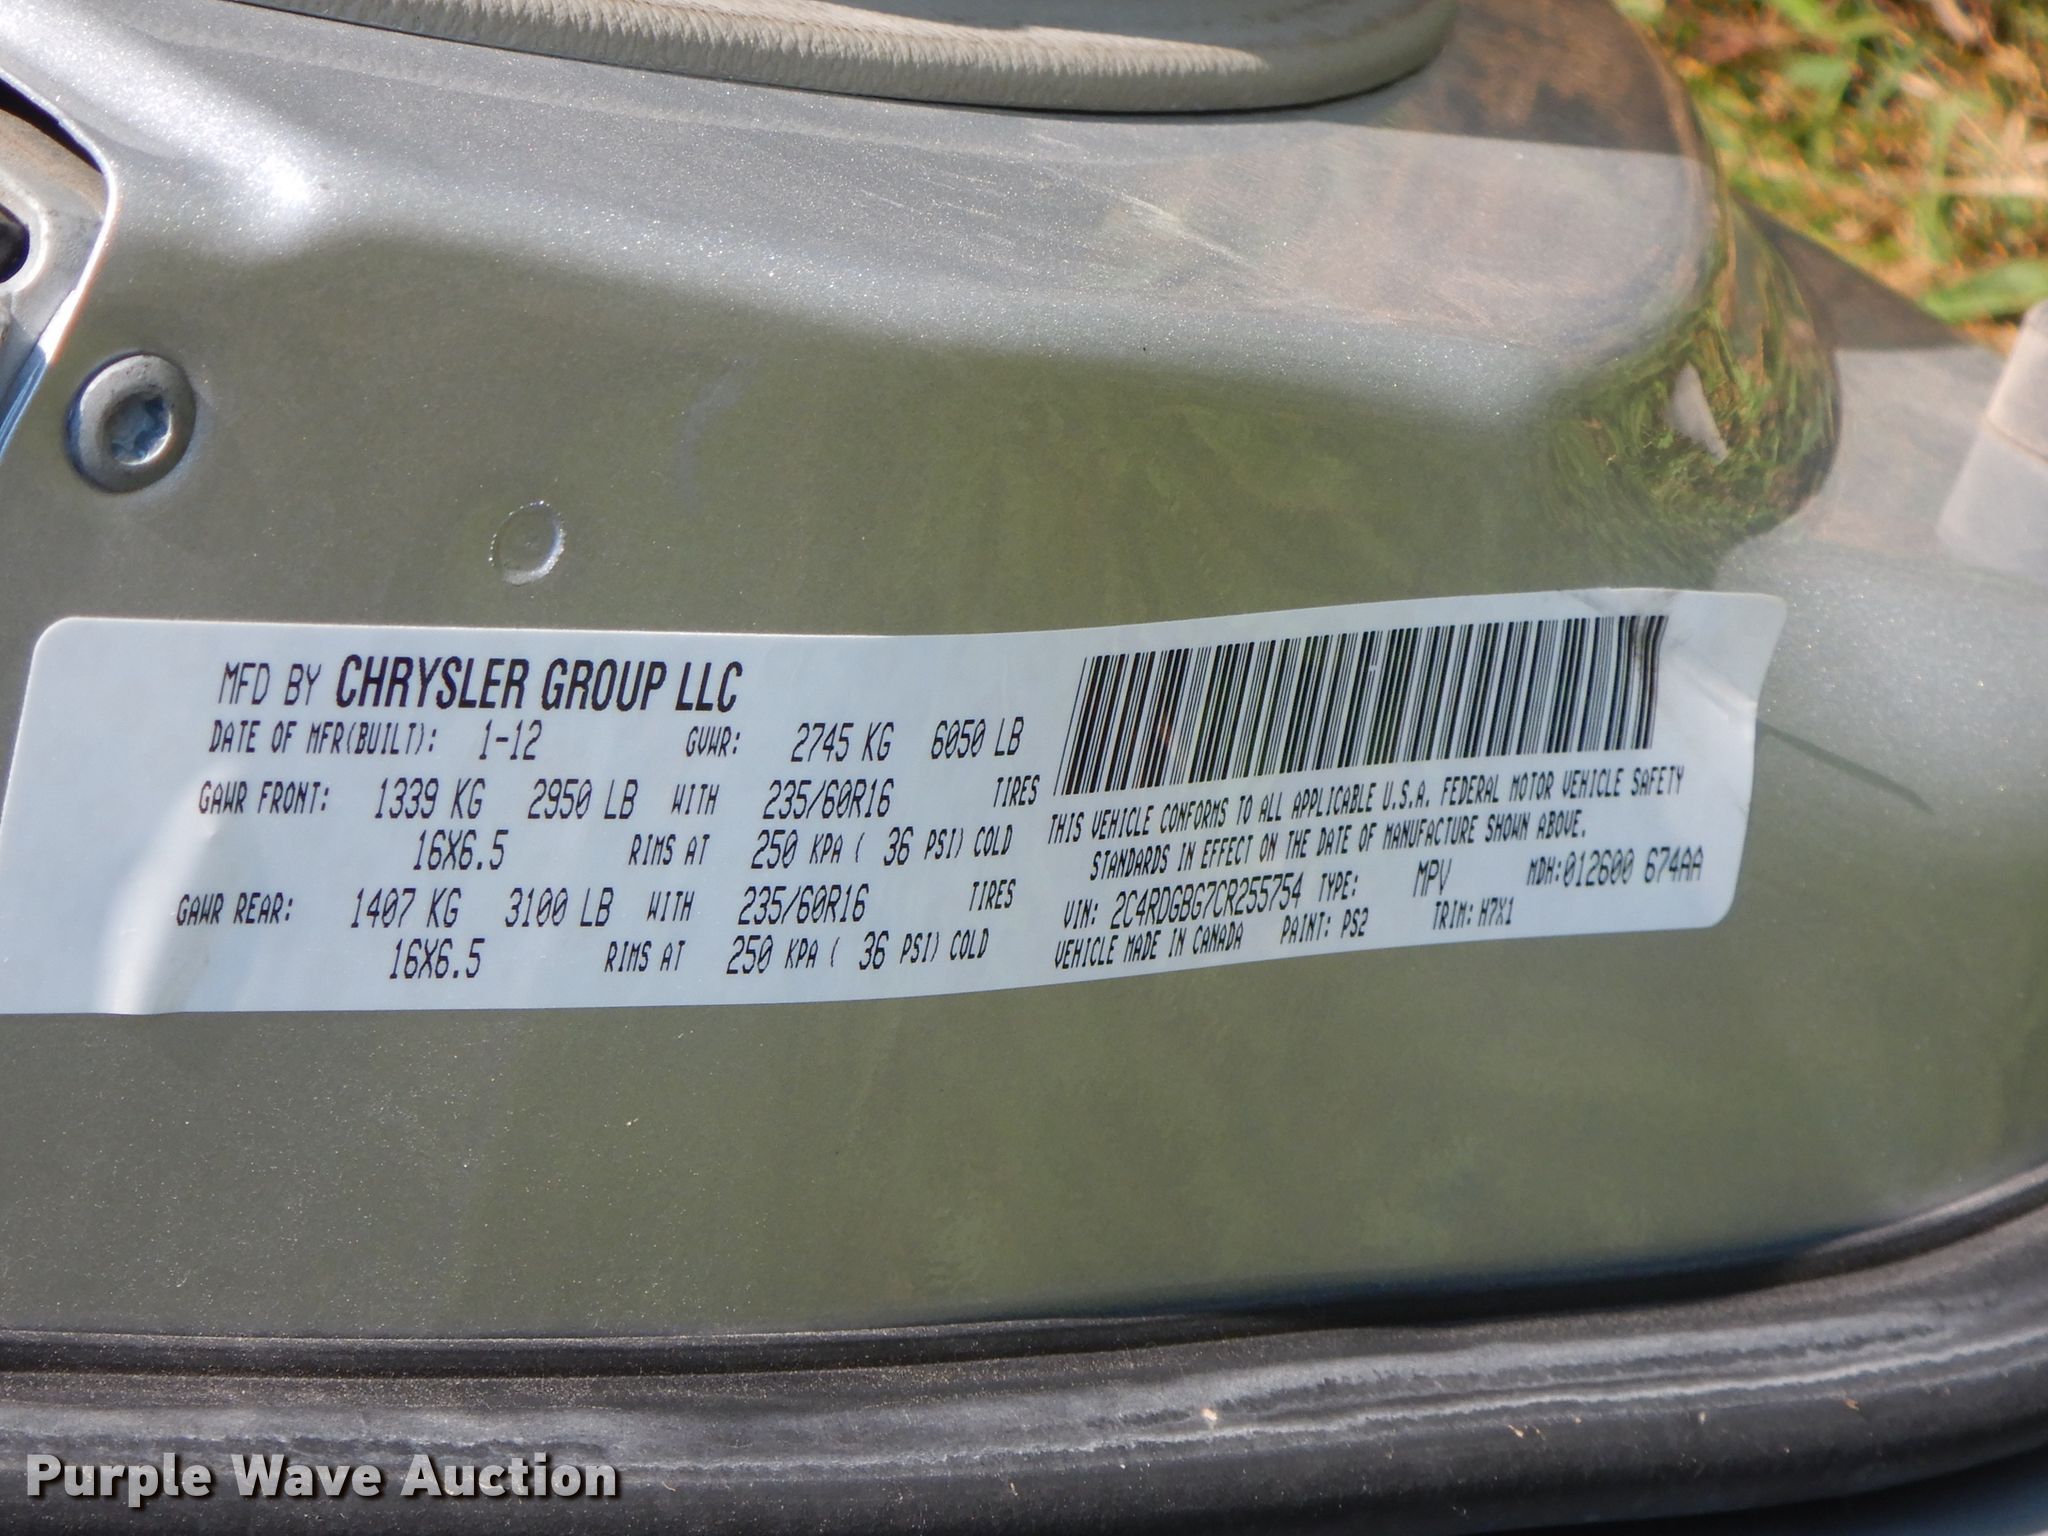 MFD BY CHRYSLER GROUP LLC
DATE OF MFR(BUILT): 1-12 GVWR: 2745 KG 6050 LB
GAWR FRONT: 1339 KG 2950 LB WITH 235/60R16 TIRES
16X6.5 RIMS AT 250 KPA ( 36 PSI) COLD
GAWR REAR: 1407 KG 3100 LB WITH 235/60R16 TIRES
16X6.5 RIMS AT 250 KPA ( 36 PSI) COLD
THIS VEHICLE CONFORMS TO ALL APPLICABLE U.S.A. FEDERAL MOTOR VEHICLE SAFETY
STANDARDS IN EFFECT ON THE DATE OF MANUFACTURE SHOWN ABOVE.
VIN: 2C4RDGBG7CR255754 TYPE: MPV MDH:012600 674AA
VEHICLE MADE IN CANADA PAINT: PS2 TRIM: H7X1
Purple Wave Auction